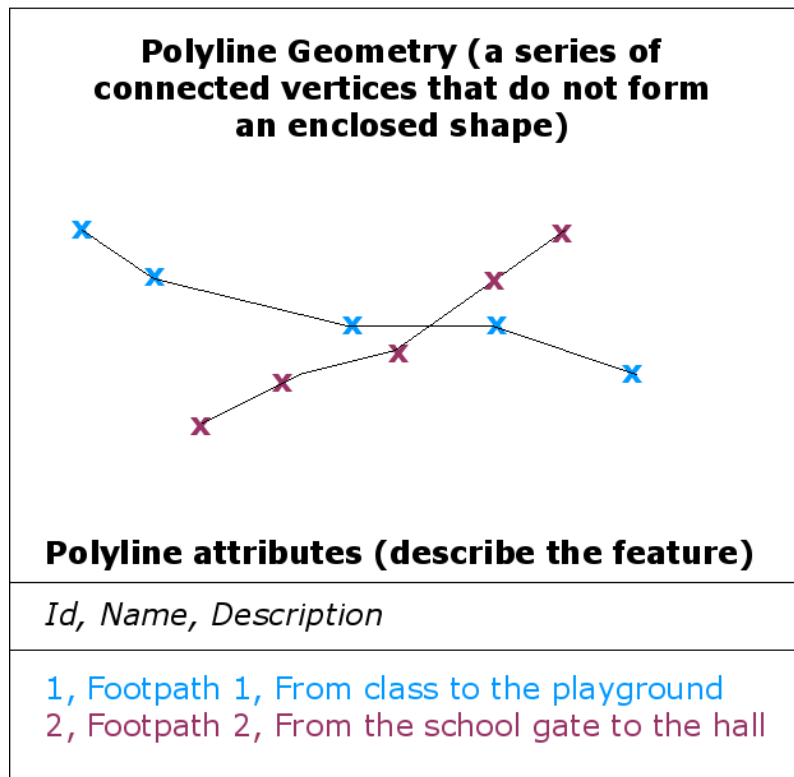 Polyline Geometry (a series of
connected vertices that do not form
an enclosed shape)
x x x x x
x x x x x
Polyline attributes (describe the feature)
Id, Name, Description
1, Footpath 1, From class to the playground
2, Footpath 2, From the school gate to the hall